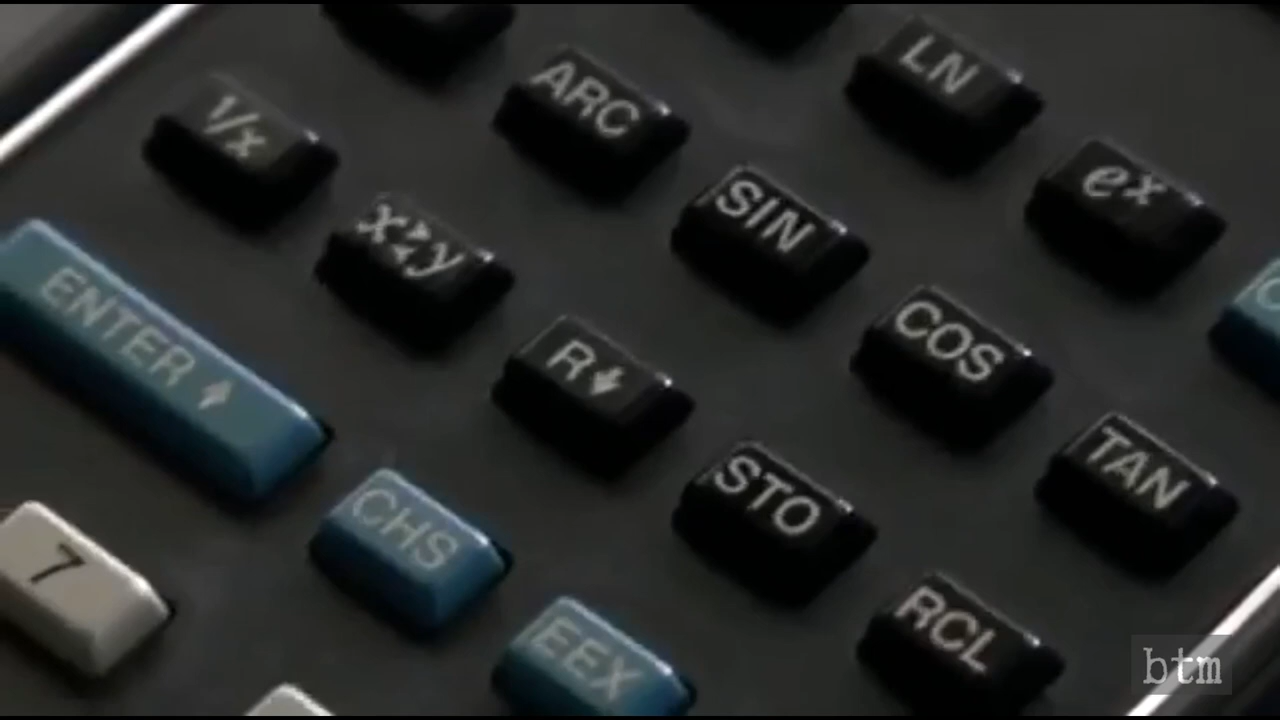 LN
ARC
1/x
SIN
eˣ
x≷y
COS
ENTER ↑
R↓
TAN
STO
CHS
7
RCL
EEX
btm